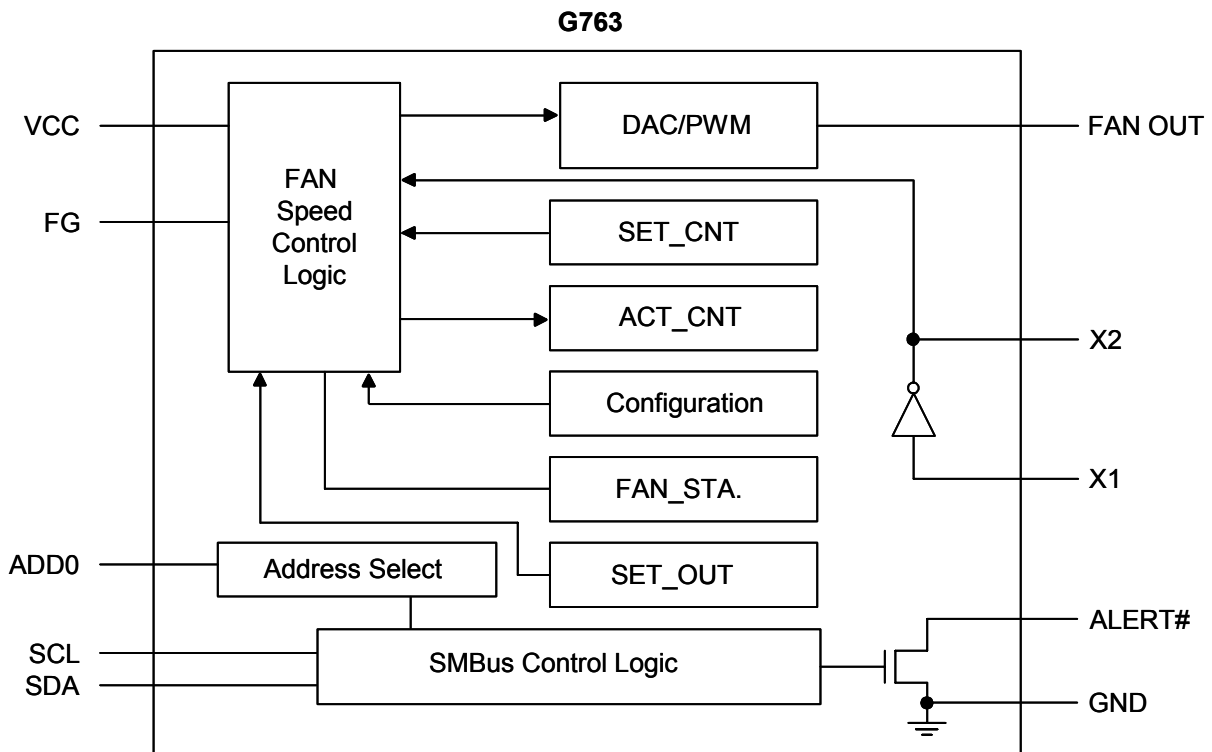 G763
VCC
FG
ADD0
SCL
SDA
FAN
Speed
Control
Logic
DAC/PWM
SET_CNT
ACT_CNT
Configuration
FAN_STA.
SET_OUT
Address Select
SMBus Control Logic
FAN OUT
X2
X1
ALERT#
GND